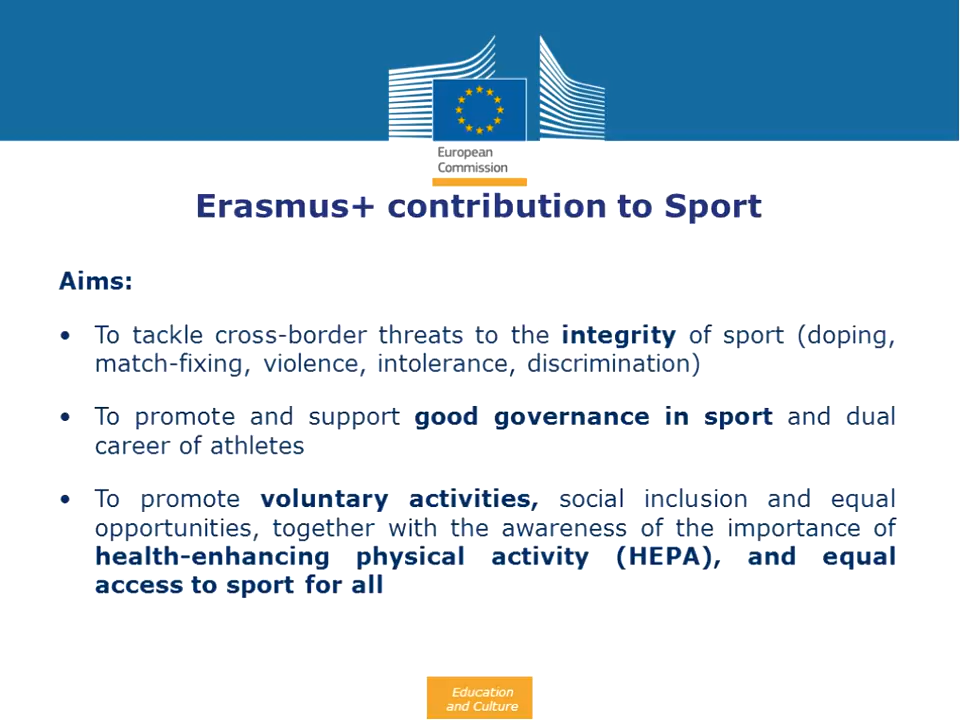 European
Commission
Erasmus+ contribution to Sport
Aims:
• To tackle cross-border threats to the integrity of sport (doping,
match-fixing, violence, intolerance, discrimination)
• To promote and support good governance in sport and dual
career of athletes
• To promote voluntary activities, social inclusion and equal
opportunities, together with the awareness of the importance of
health-enhancing physical activity (HEPA), and equal
access to sport for all
Education
and Culture